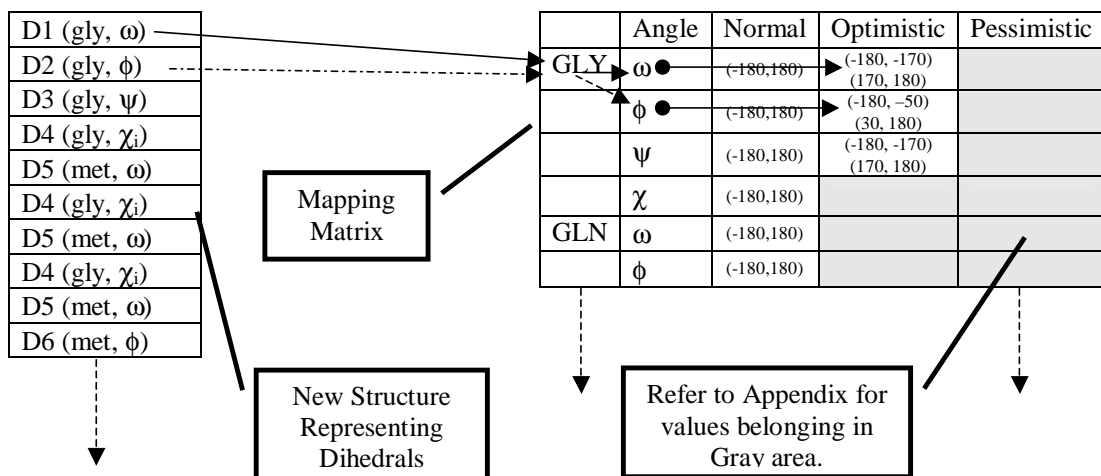 D1 (gly, ω)
D2 (gly, ϕ)
D3 (gly, ψ)
D4 (gly, χi)
D5 (met, ω)
D4 (gly, χi)
D5 (met, ω)
D4 (gly, χi)
D5 (met, ω)
D6 (met, ϕ)
Angle Normal Optimistic Pessimistic
GLY ω (-180,180) (-180, -170)
(170, 180)
ϕ (-180,180) (-180, –50)
(30, 180)
ψ (-180,180) (-180, -170)
(170, 180)
χ (-180,180)
GLN ω (-180,180)
ϕ (-180,180)
Mapping
Matrix
New Structure
Representing
Dihedrals
Refer to Appendix for
values belonging in
Gray area.